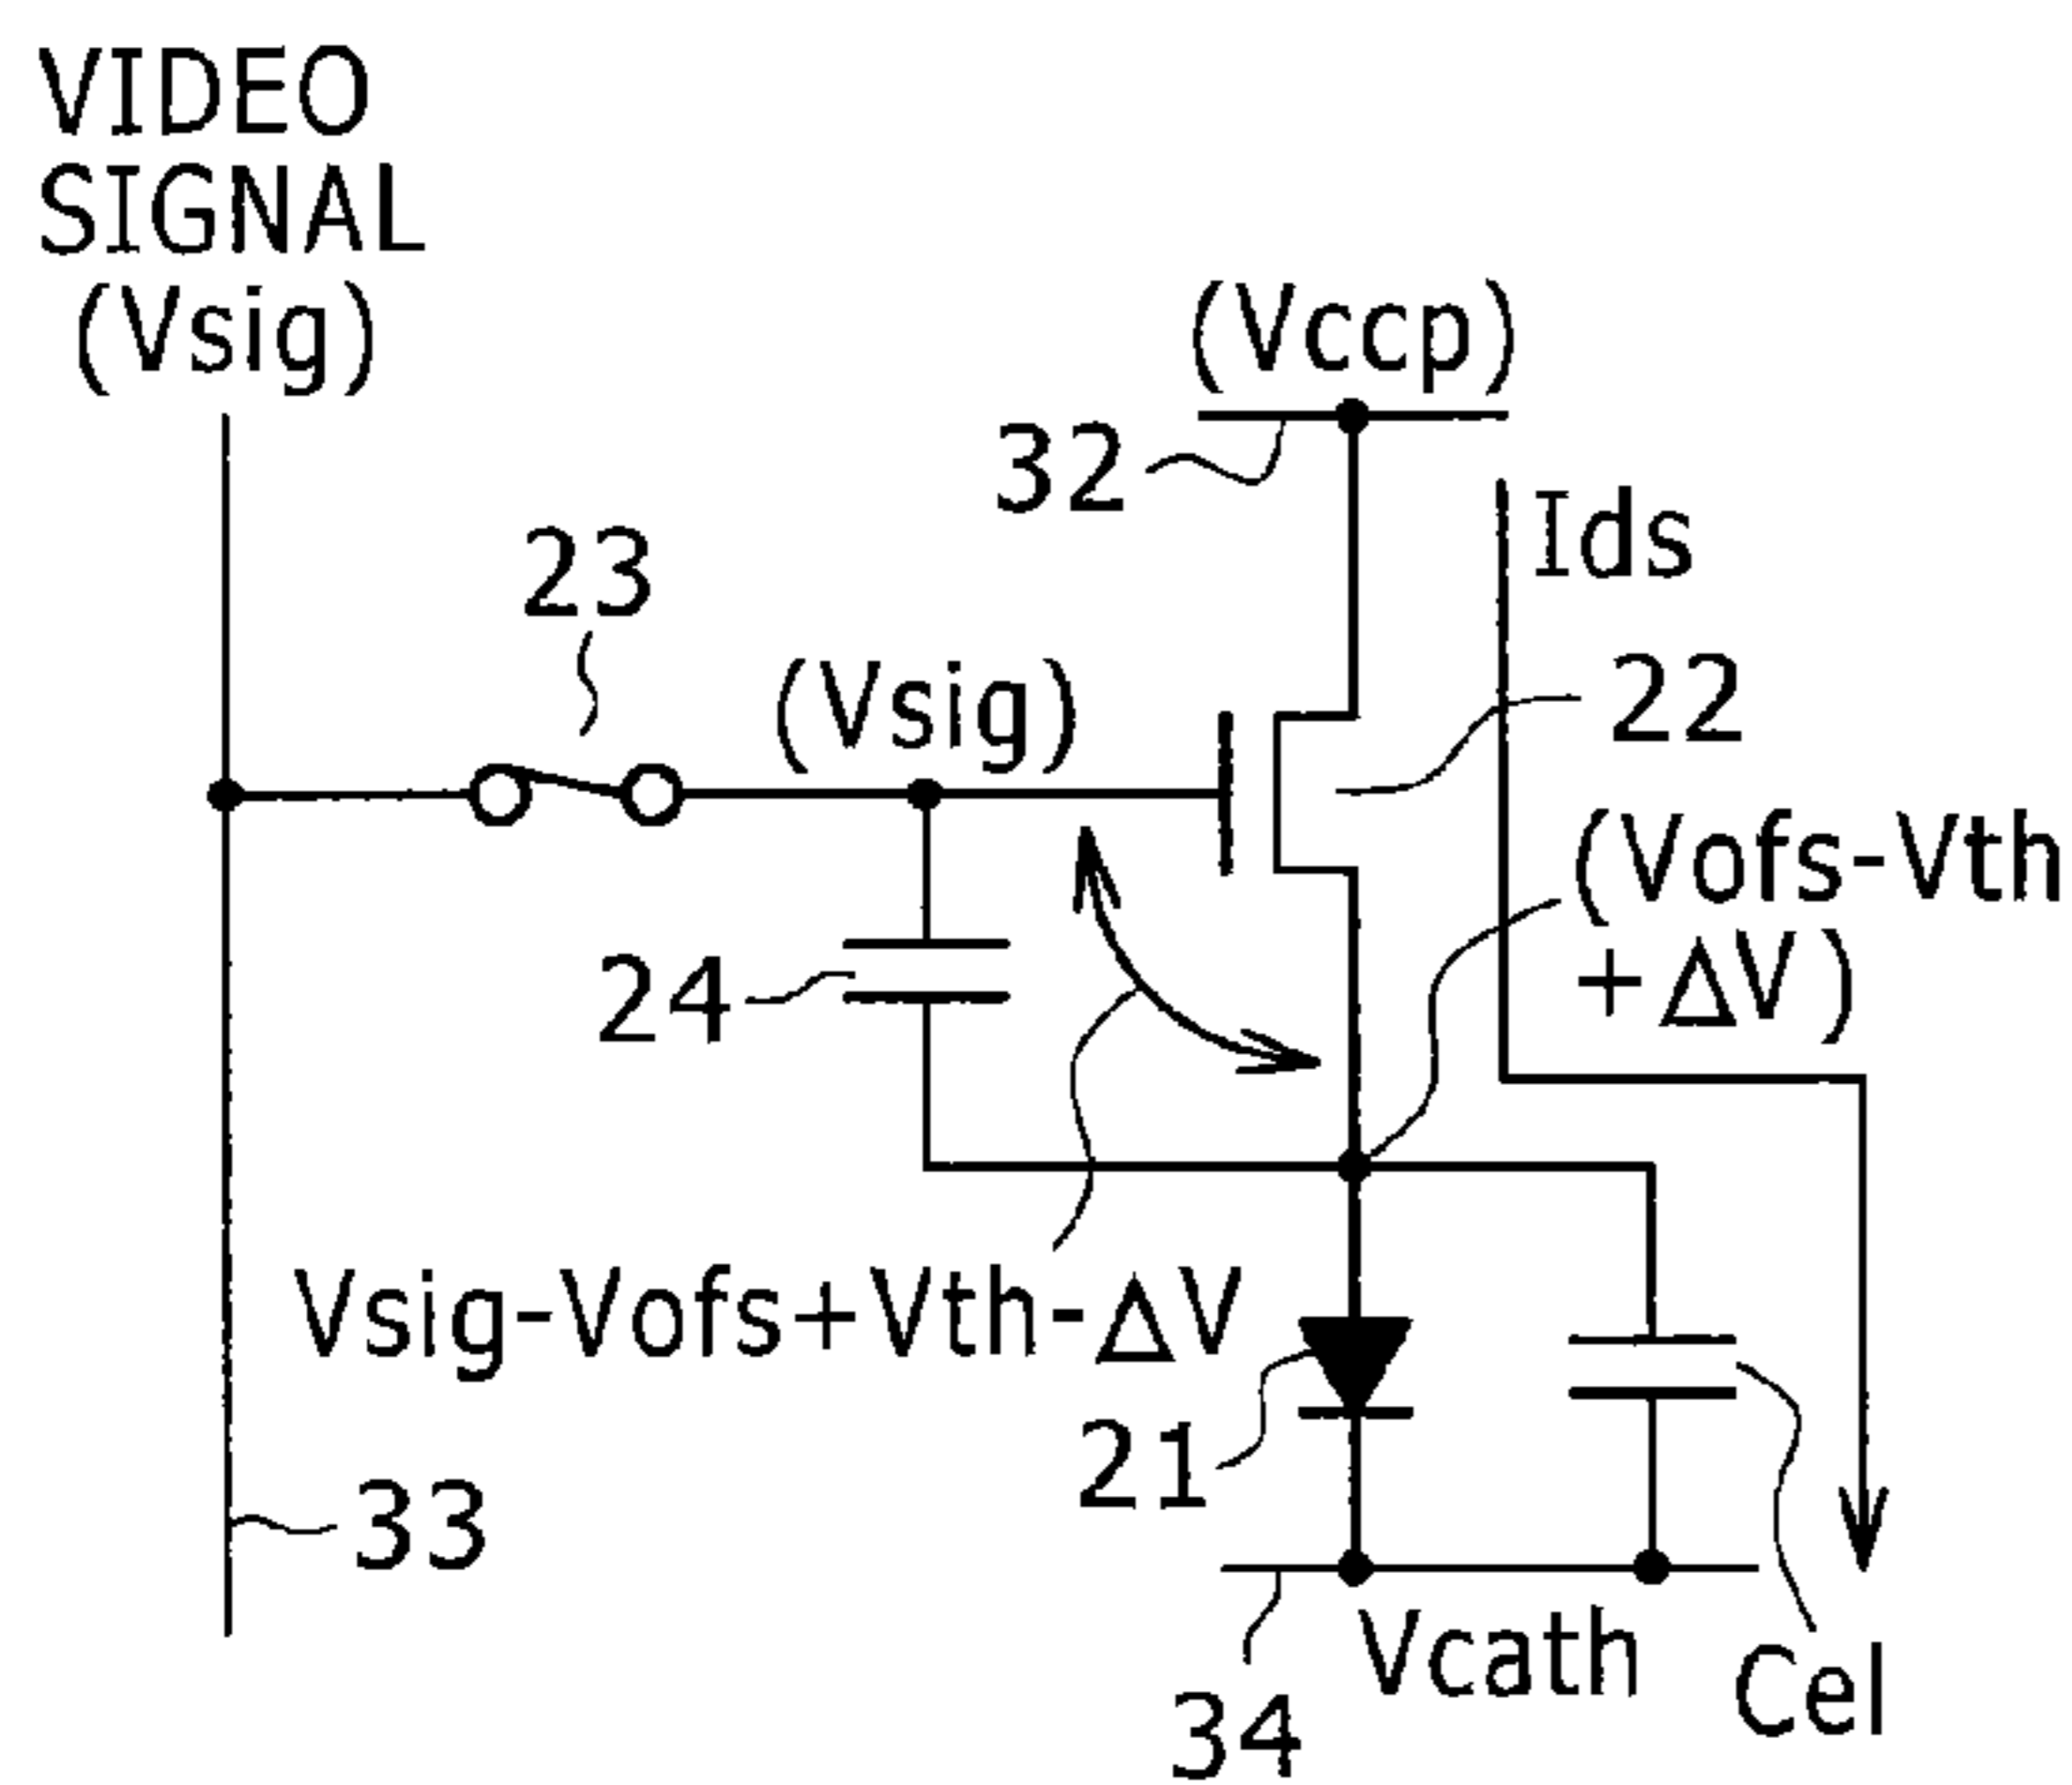 VIDEO
SIGNAL
(Vsig)
(Vccp)
32
Ids
23
22
(Vsig)
(Vofs-Vth
+ΔV)
24
Vsig-Vofs+Vth-ΔV
21
33
Vcath
Cel
34